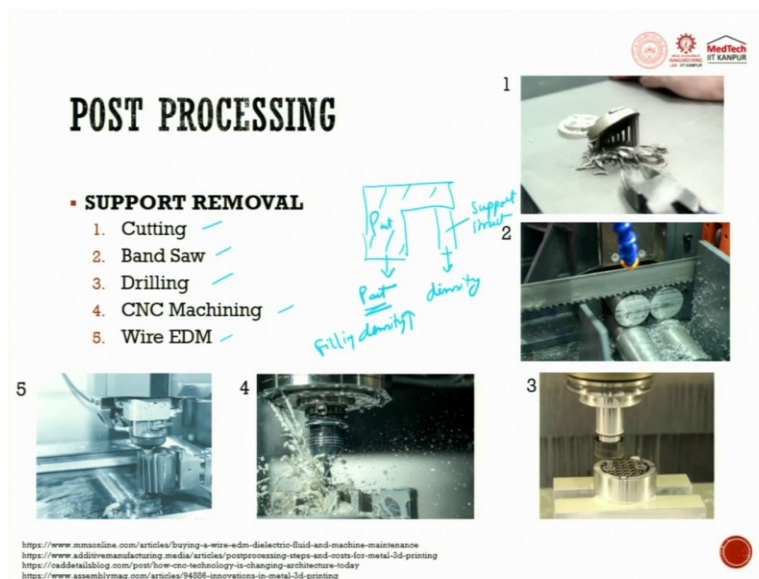 MedTech
IIT KANPUR
POST PROCESSING
▪ SUPPORT REMOVAL
1. Cutting
2. Band Saw
3. Drilling
4. CNC Machining
5. Wire EDM
Part
Support
Part
density
density↑
1
2
3
4
5
https://www.mmsonline.com/articles/buying-a-wire-edm-dielectric-fluid-and-machine-maintenance
https://www.additivemanufacturing.media/articles/postprocessing-steps-and-costs-for-metal-3d-printing
https://caddetailsblog.com/post/how-cnc-technology-is-changing-architecture-today
https://www.assemblymag.com/articles/94886-innovations-in-metal-3d-printing